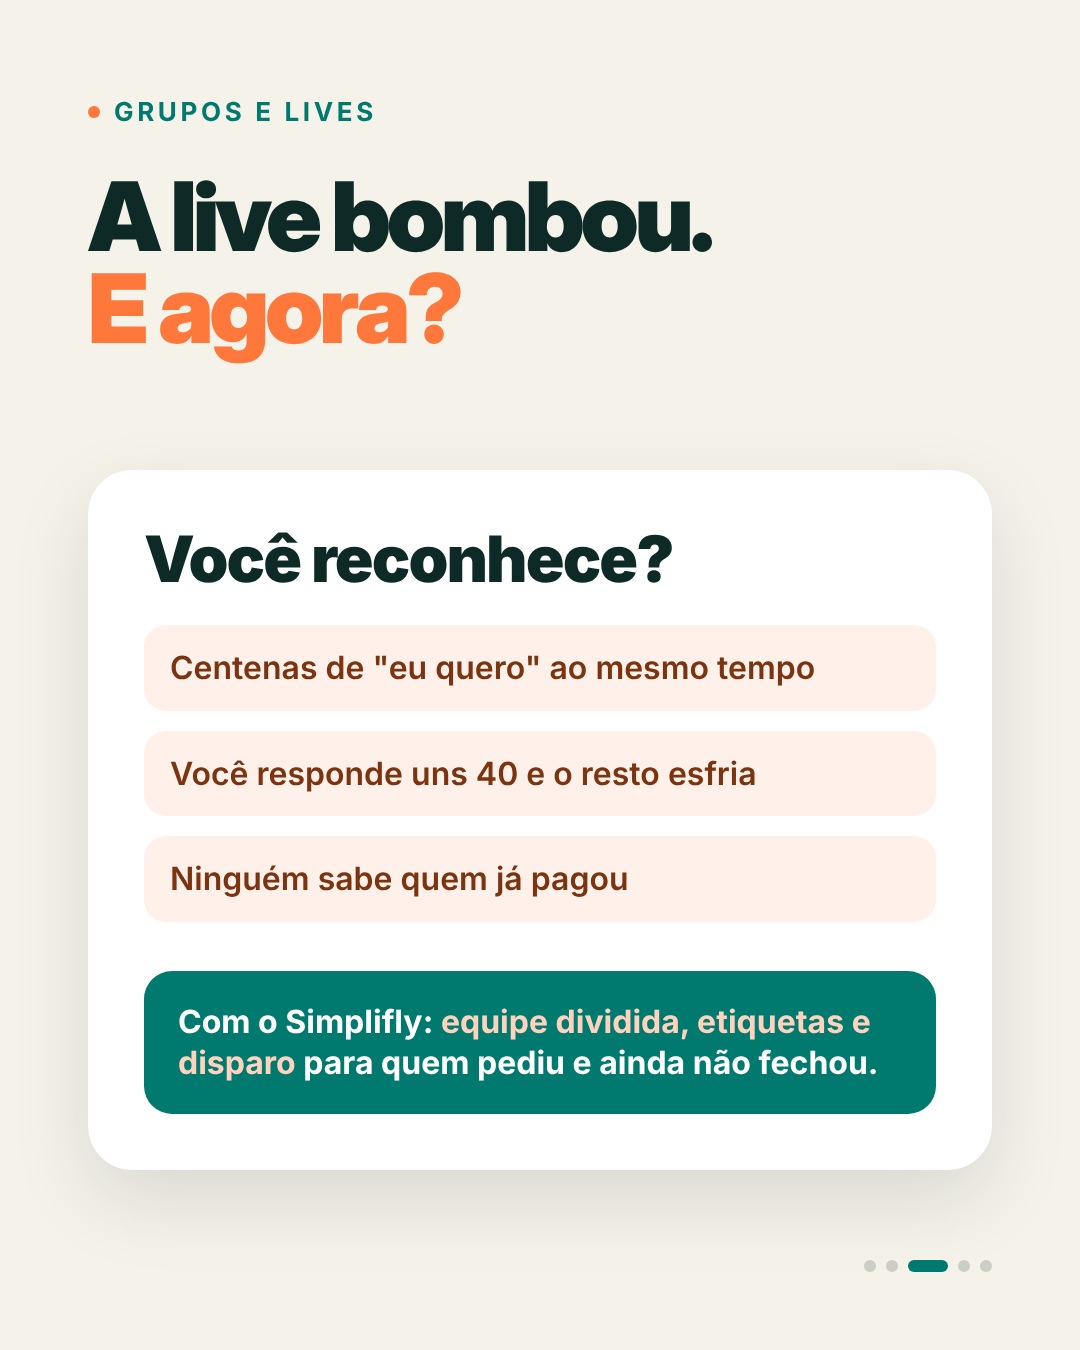 GRUPOS E LIVES
A live bombou.
E agora?
Você reconhece?
Centenas de "eu quero" ao mesmo tempo
Você responde uns 40 e o resto esfria
Ninguém sabe quem já pagou
Com o Simplifly: equipe dividida, etiquetas e
disparo para quem pediu e ainda não fechou.